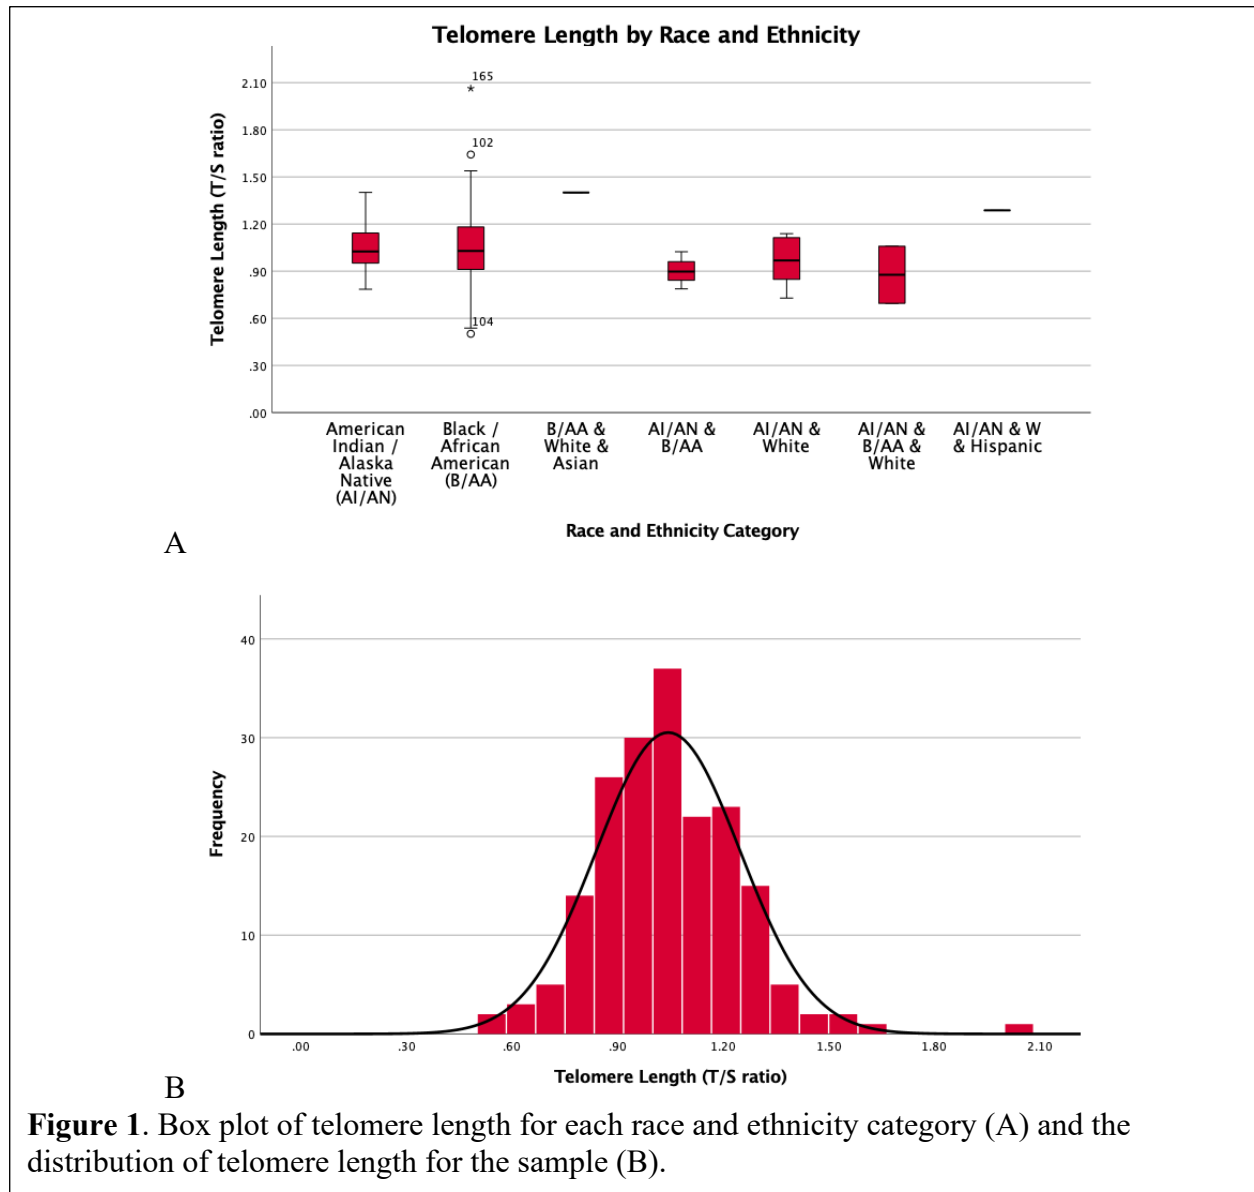 Telomere Length by Race and Ethnicity
Telomere Length (T/S ratio)
2.10
1.80
1.50
1.20
.90
.60
.30
.00
165
102
104
American
Indian /
Alaska
Native
(AI/AN)
Black /
African
American
(B/AA)
B/AA &
White &
Asian
AI/AN &
B/AA
AI/AN &
White
AI/AN &
B/AA &
White
AI/AN & W
& Hispanic
Race and Ethnicity Category
A
Frequency
40
30
20
10
0
.00 .30 .60 .90 1.20 1.50 1.80 2.10
Telomere Length (T/S ratio)
B
Figure 1. Box plot of telomere length for each race and ethnicity category (A) and the
distribution of telomere length for the sample (B).